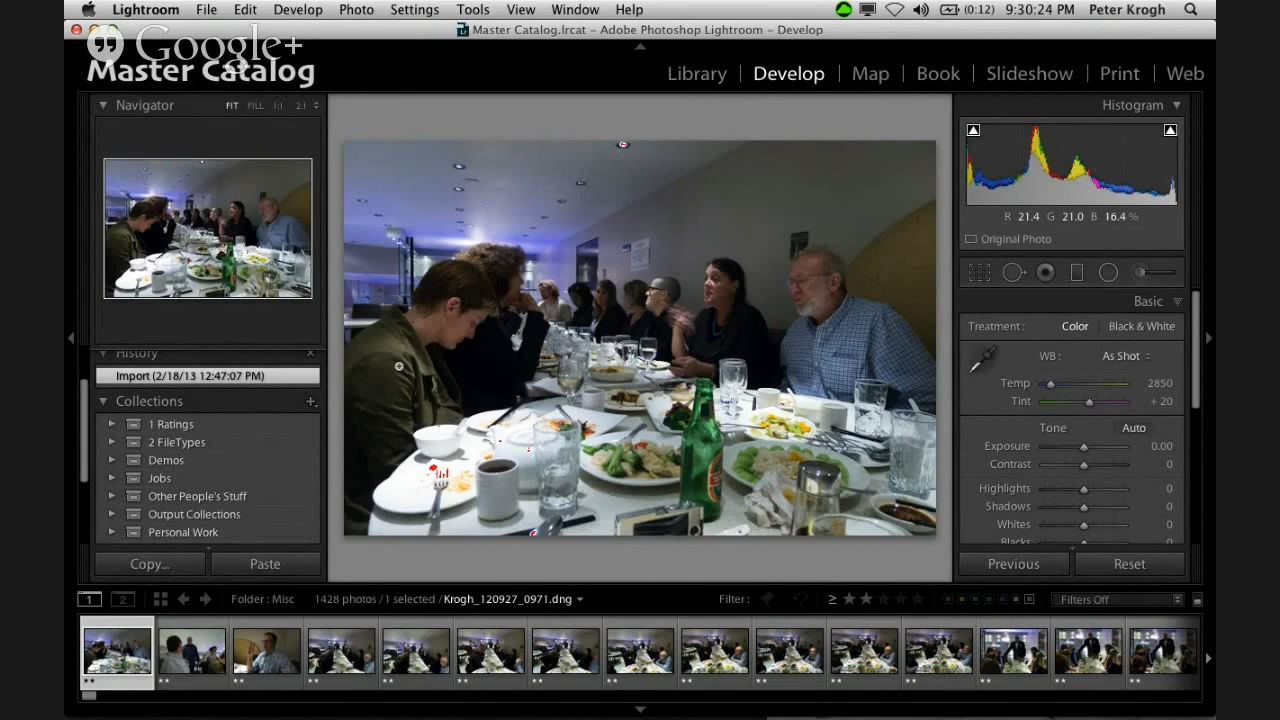 Lightroom File Edit Develop Photo Settings Tools View Window Help (0:12) 9:30:24 PM Peter Krogh
Master Catalog.lrcat – Adobe Photoshop Lightroom – Develop
Google+
Master Catalog
Library | Develop | Map | Book | Slideshow | Print | Web
Navigator FIT FILL 1:1 2:1
Histogram
R 21.4 G 21.0 B 16.4 %
Original Photo
Basic
Treatment : Color | Black & White
WB : As Shot
Temp 2850
Tint + 20
Tone Auto
Exposure 0.00
Contrast 0
Highlights 0
Shadows 0
Whites 0
Blacks 0
History
Import (2/18/13 12:47:07 PM)
Collections
1 Ratings
2 FileTypes
Demos
Jobs
Other People's Stuff
Output Collections
Personal Work
Copy... Paste
Previous Reset
1 2 Folder : Misc 1428 photos / 1 selected / Krogh_120927_0971.dng Filter : ≥ ★★★★★ Filters Off